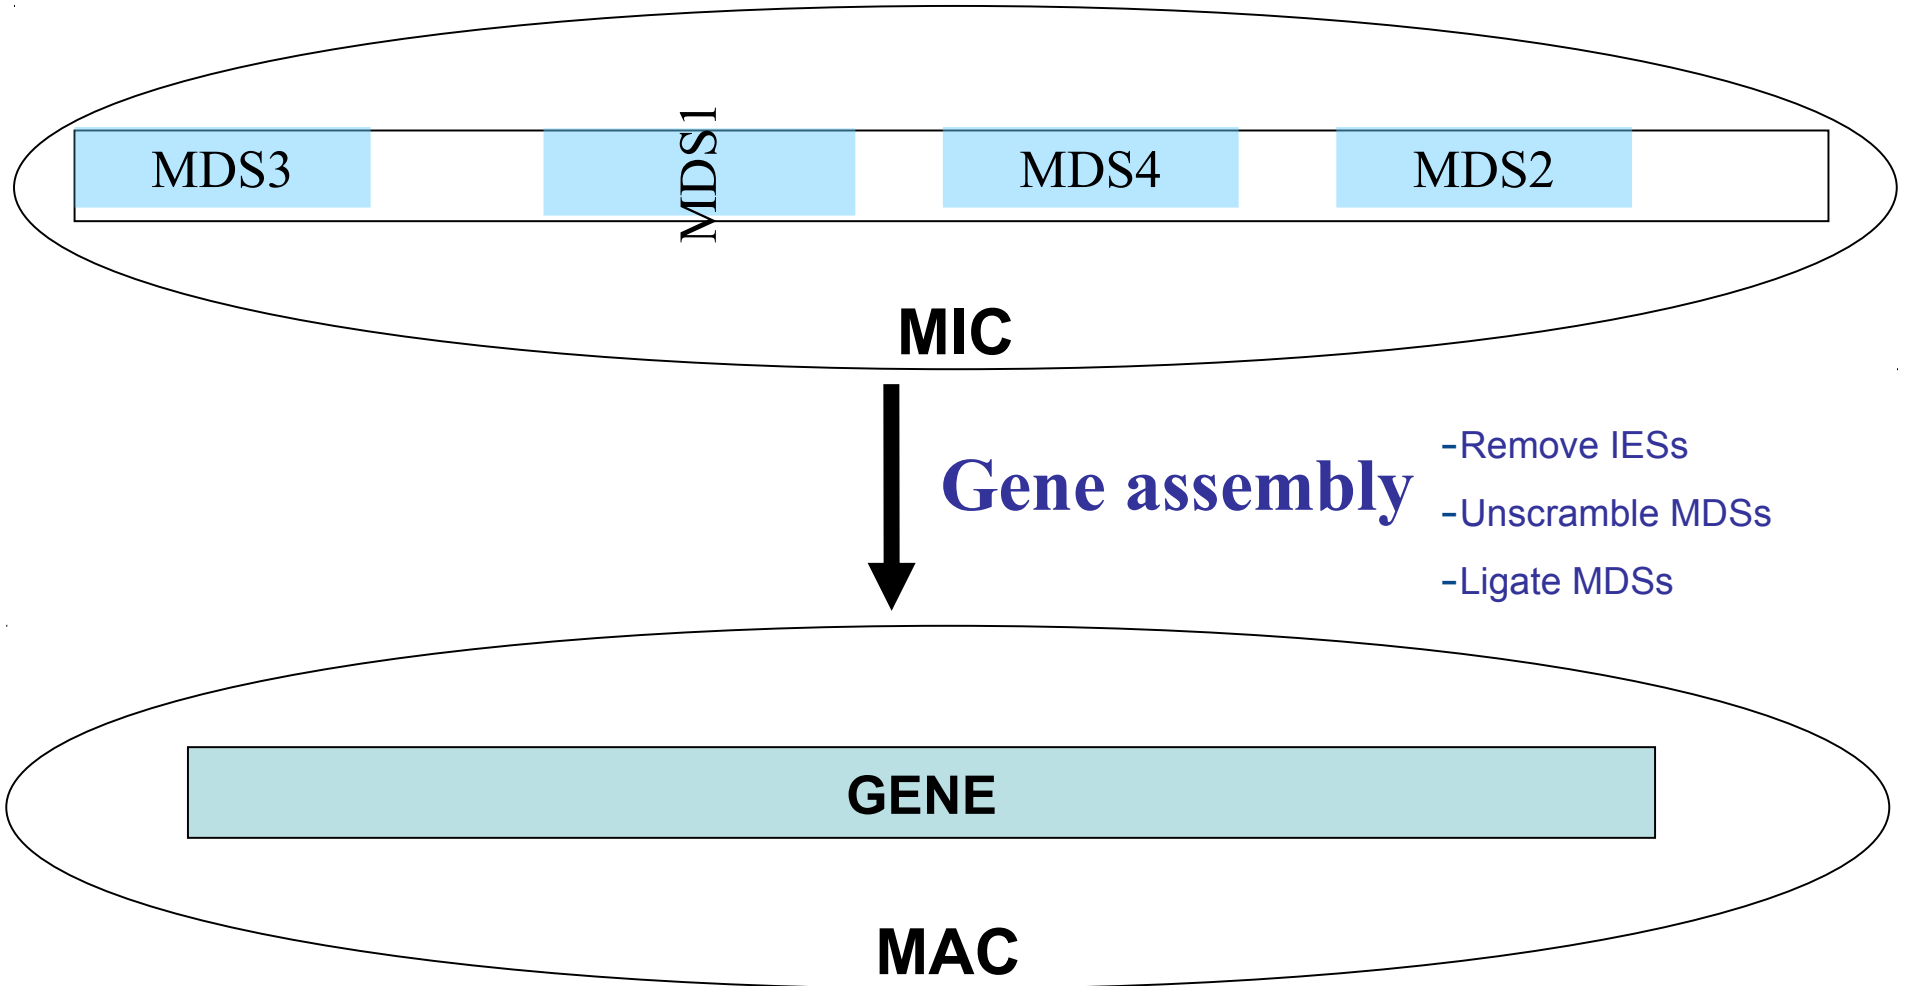 MDS3 MDS1 MDS4 MDS2
MIC
Gene assembly
-Remove IESs
-Unscramble MDSs
-Ligate MDSs
GENE
MAC